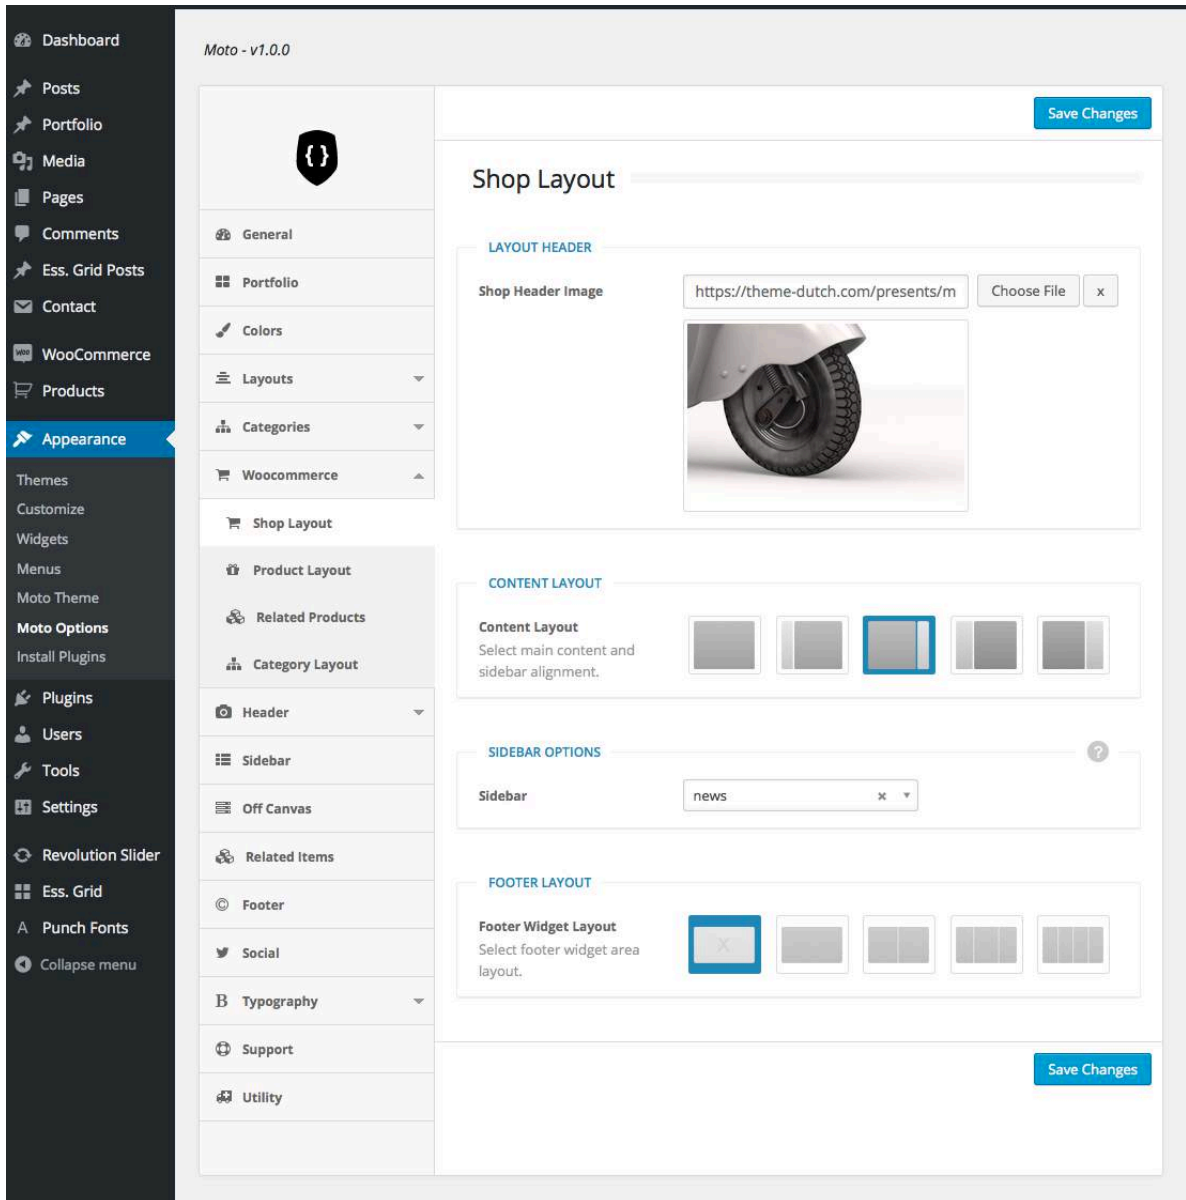 Dashboard
Posts
Portfolio
Media
Pages
Comments
Ess. Grid Posts
Contact
WooCommerce
Products
Appearance
Themes
Customize
Widgets
Menus
Moto Theme
Moto Options
Install Plugins
Plugins
Users
Tools
Settings
Revolution Slider
Ess. Grid
Punch Fonts
Collapse menu
Moto - v1.0.0
{ }
General
Portfolio
Colors
Layouts
Categories
Woocommerce
Shop Layout
Product Layout
Related Products
Category Layout
Header
Sidebar
Off Canvas
Related Items
Footer
Social
Typography
Support
Utility
Save Changes
Shop Layout
LAYOUT HEADER
Shop Header Image
https://theme-dutch.com/presents/m
Choose File
x
CONTENT LAYOUT
Content Layout
Select main content and
sidebar alignment.
SIDEBAR OPTIONS
?
Sidebar
news
x
FOOTER LAYOUT
Footer Widget Layout
Select footer widget area
layout.
X
Save Changes